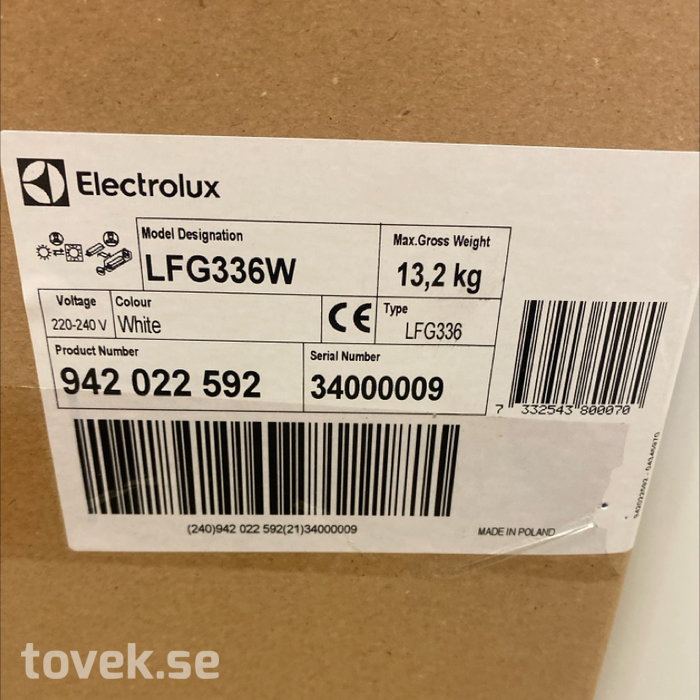 Electrolux
Model Designation
LFG336W
Max.Gross Weight
13,2 kg
Voltage
220-240 V
Colour
White
CE
Type
LFG336
Product Number
942 022 592
Serial Number
34000009
7 332543 800070
(240)942 022 592(21)34000009
MADE IN POLAND
tovek.se